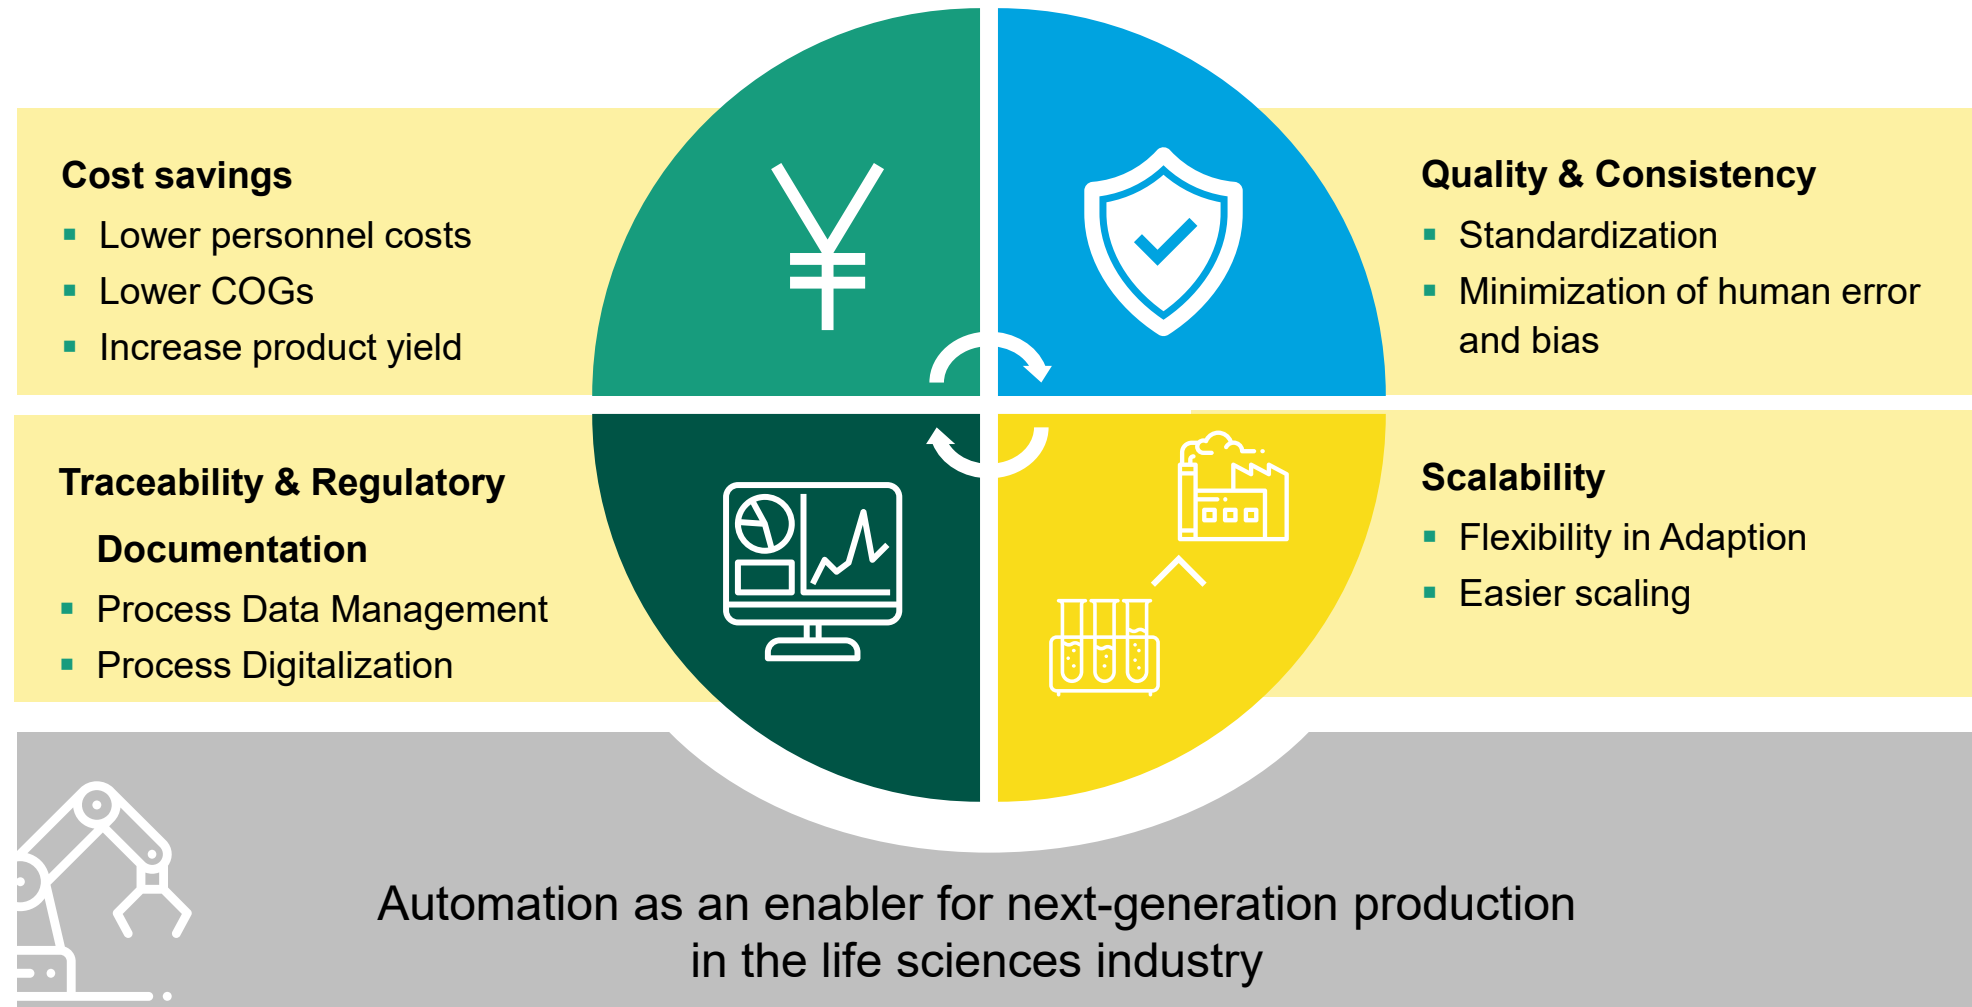 Cost savings
▪ Lower personnel costs
▪ Lower COGs
▪ Increase product yield
¥
Quality & Consistency
▪ Standardization
▪ Minimization of human error
and bias
Traceability & Regulatory
Documentation
▪ Process Data Management
▪ Process Digitalization
Scalability
▪ Flexibility in Adaption
▪ Easier scaling
Automation as an enabler for next-generation production
in the life sciences industry